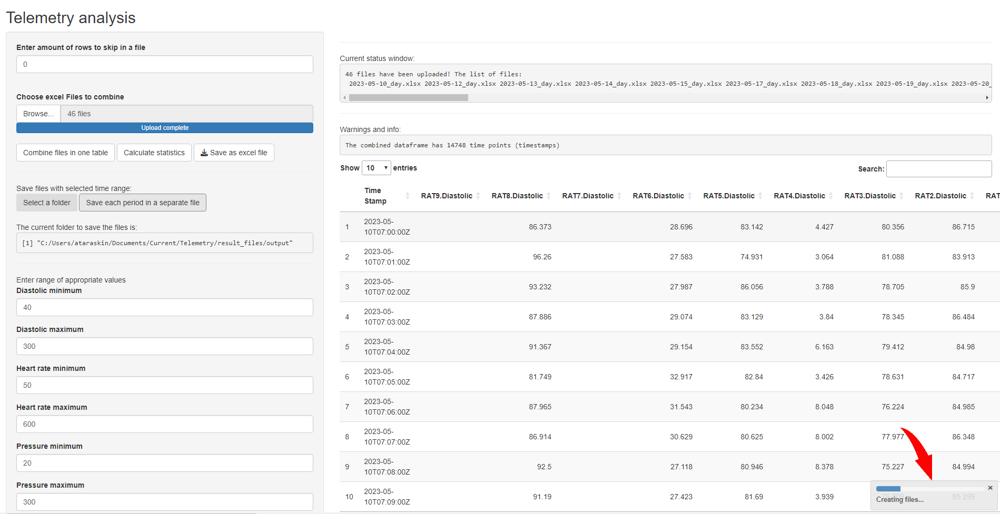 Telemetry analysis
Enter amount of rows to skip in a file
0
Choose excel Files to combine
Browse... 46 files
Upload complete
Combine files in one table Calculate statistics Save as excel file
Save files with selected time range:
Select a folder Save each period in a separate file
The current folder to save the files is:
[1] "C:/Users/ataraskin/Documents/Current/Telemetry/result_files/output"
Enter range of appropriate values
Diastolic minimum
40
Diastolic maximum
300
Heart rate minimum
50
Heart rate maximum
600
Pressure minimum
20
Pressure maximum
300
Current status window:
46 files have been uploaded! The list of files:
2023-05-10_day.xlsx 2023-05-12_day.xlsx 2023-05-13_day.xlsx 2023-05-14_day.xlsx 2023-05-15_day.xlsx 2023-05-17_day.xlsx 2023-05-18_day.xlsx 2023-05-19_day.xlsx 2023-05-20_
Warnings and info:
The combined dataframe has 14748 time points (timestamps)
Show 10 entries Search:
Time Stamp RAT9.Diastolic RAT8.Diastolic RAT7.Diastolic RAT6.Diastolic RAT5.Diastolic RAT4.Diastolic RAT3.Diastolic RAT2.Diastolic RAT
1 2023-05-10T07:00:00Z 86.373 28.696 83.142 4.427 80.356 86.715
2 2023-05-10T07:01:00Z 96.26 27.583 74.931 3.064 81.088 83.913
3 2023-05-10T07:02:00Z 93.232 27.987 86.056 3.788 78.705 85.9
4 2023-05-10T07:03:00Z 87.886 29.074 83.129 3.84 78.345 86.484
5 2023-05-10T07:04:00Z 91.367 29.154 83.552 6.163 79.412 84.98
6 2023-05-10T07:05:00Z 81.749 32.917 82.84 3.426 78.631 84.717
7 2023-05-10T07:06:00Z 87.965 31.543 80.234 8.048 76.224 84.985
8 2023-05-10T07:07:00Z 86.914 30.629 80.625 8.002 77.977 86.348
9 2023-05-10T07:08:00Z 92.5 27.118 80.946 8.378 75.227 84.994
10 2023-05-10T07:09:00Z 91.19 27.423 81.69 3.939 85.299
Creating files...